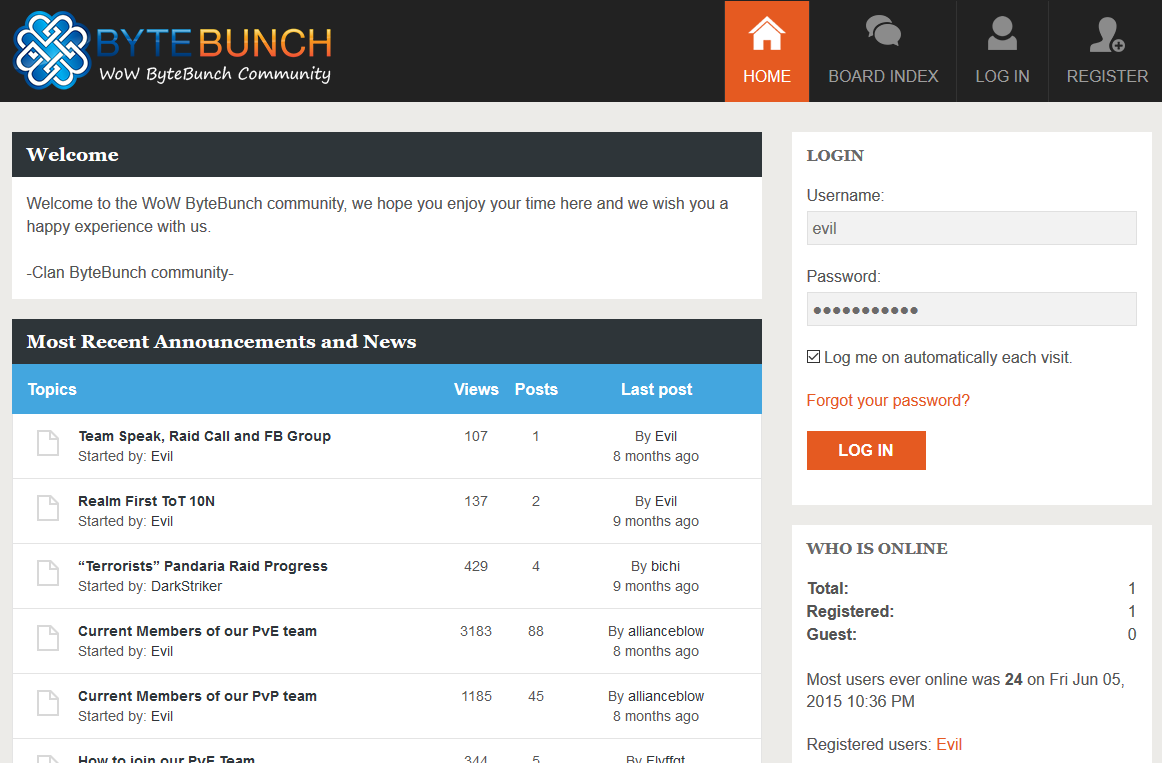 BYTEBUNCH
WoW ByteBunch Community
HOME
BOARD INDEX
LOG IN
REGISTER
Welcome
Welcome to the WoW ByteBunch community, we hope you enjoy your time here and we wish you a
happy experience with us.
-Clan ByteBunch community-
Most Recent Announcements and News
Topics Views Posts Last post
Team Speak, Raid Call and FB Group 107 1 By Evil
Started by: Evil 8 months ago
Realm First ToT 10N 137 2 By Evil
Started by: Evil 9 months ago
“Terrorists” Pandaria Raid Progress 429 4 By bichi
Started by: DarkStriker 9 months ago
Current Members of our PvE team 3183 88 By allianceblow
Started by: Evil 8 months ago
Current Members of our PvP team 1185 45 By allianceblow
Started by: Evil 8 months ago
How to join our PvE Team 344 5 By
LOGIN
Username:
evil
Password:
Log me on automatically each visit.
Forgot your password?
LOG IN
WHO IS ONLINE
Total: 1
Registered: 1
Guest: 0
Most users ever online was 24 on Fri Jun 05,
2015 10:36 PM
Registered users: Evil